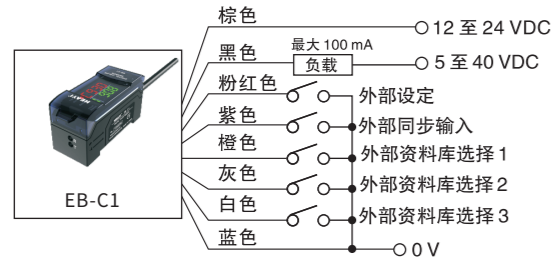 棕色
12 至 24 VDC
黑色
最大 100 mA
负载
5 至 40 VDC
粉红色
外部设定
紫色
外部同步输入
橙色
外部资料库选择 1
灰色
外部资料库选择 2
白色
外部资料库选择 3
蓝色
0 V
EB-C1